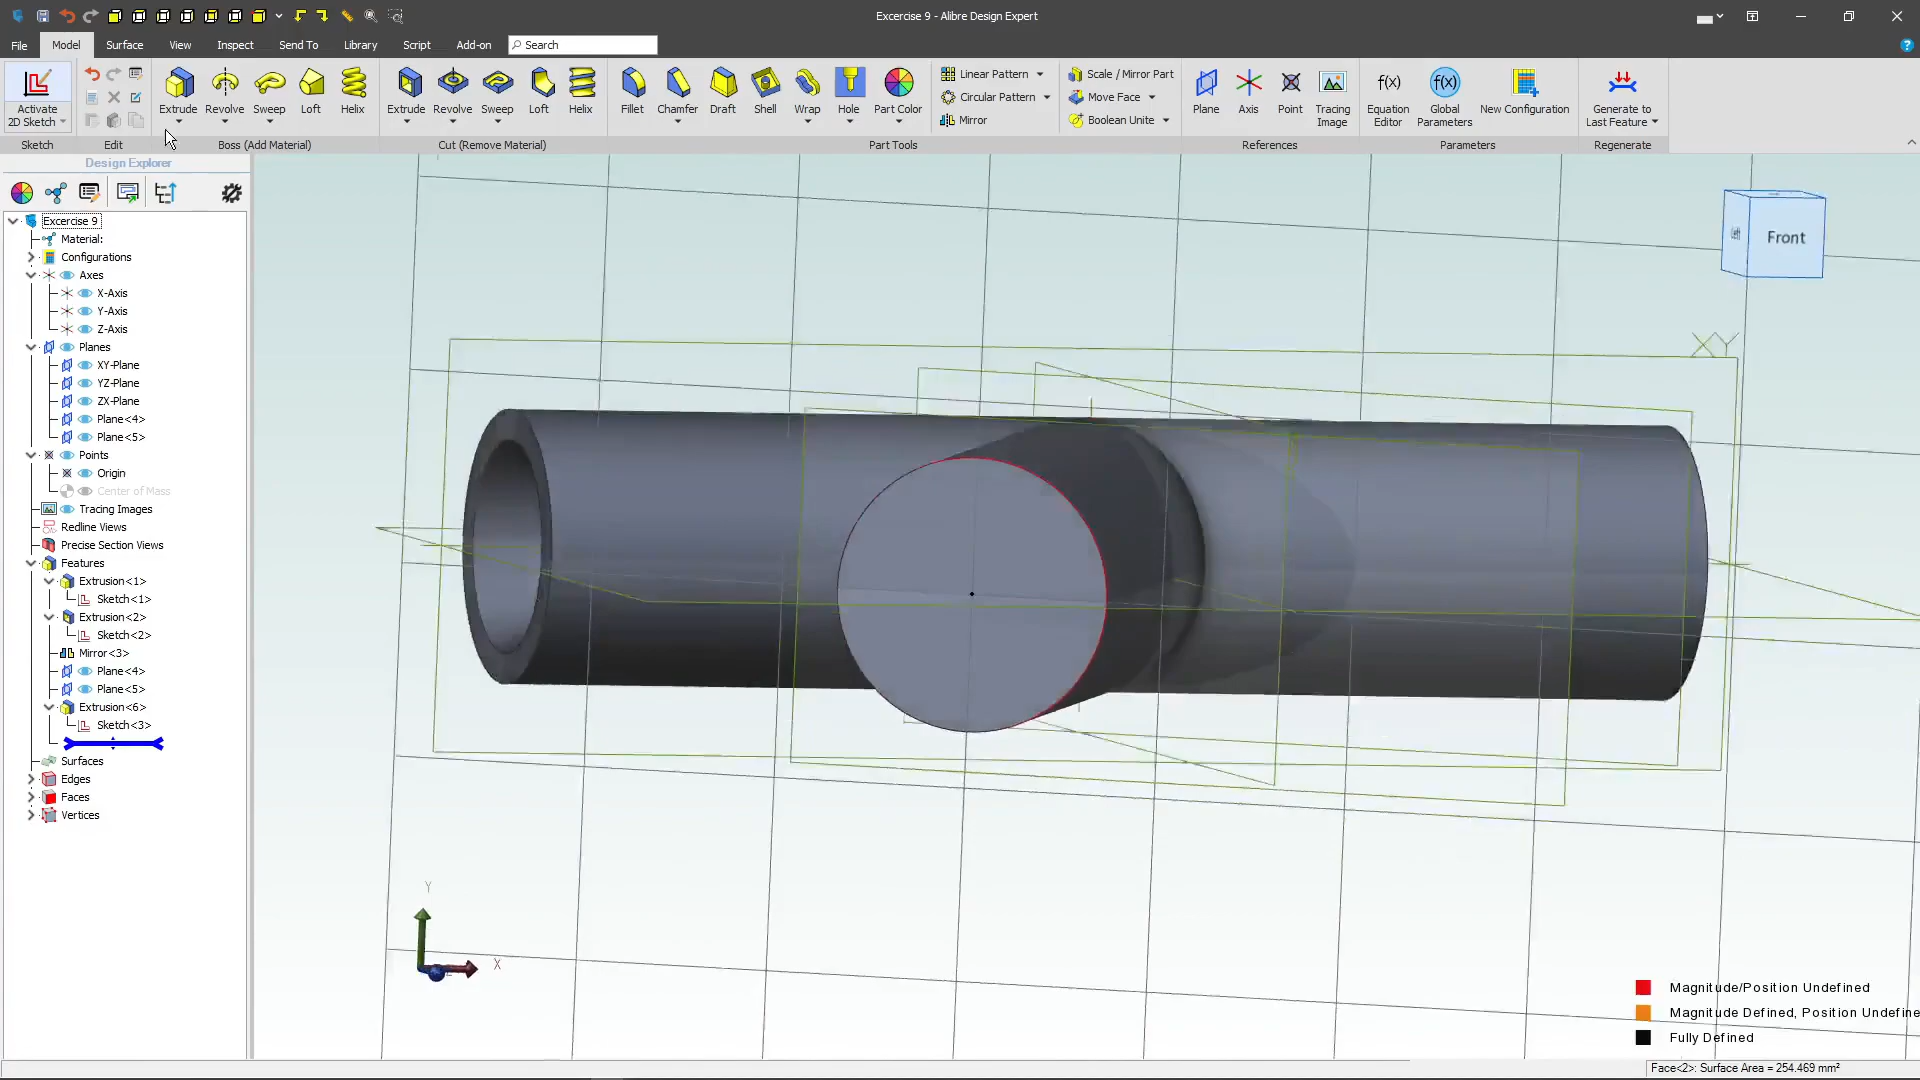 Excercise 9 - Alibre Design Expert
File Model Surface View Inspect Send To Library Script Add-on Search
Activate
2D Sketch
Extrude Revolve Sweep Loft Helix
Extrude Revolve Sweep Loft Helix
Fillet Chamfer Draft Shell Wrap Hole Part Color
Linear Pattern
Circular Pattern
Mirror
Scale / Mirror Part
Move Face
Boolean Unite
Plane Axis Point Tracing
Image
f(x) Equation
Editor
f(x) Global
Parameters
New Configuration
Generate to
Last Feature
Sketch Edit Boss (Add Material) Cut (Remove Material) Part Tools References Parameters Regenerate
Design Explorer
Excercise 9
Material:
Configurations
Axes
X-Axis
Y-Axis
Z-Axis
Planes
XY-Plane
YZ-Plane
ZX-Plane
Plane<4>
Plane<5>
Points
Origin
Center of Mass
Tracing Images
Redline Views
Precise Section Views
Features
Extrusion<1>
Sketch<1>
Extrusion<2>
Sketch<2>
Mirror<3>
Plane<4>
Plane<5>
Extrusion<6>
Sketch<3>
Surfaces
Edges
Faces
Vertices
Front
XY
Y
X
Magnitude/Position Undefined
Magnitude Defined, Position Undefine
Fully Defined
Face<2>: Surface Area = 254.469 mm²